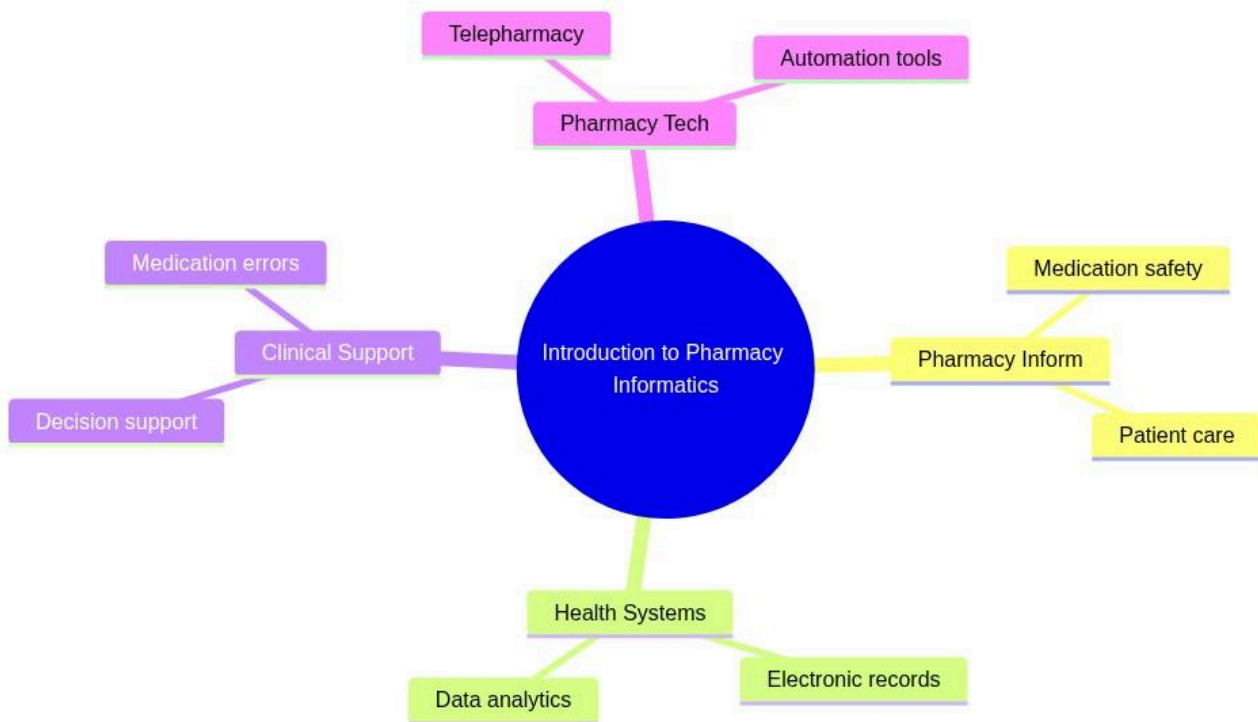 Telepharmacy
Automation tools
Pharmacy Tech
Medication errors
Clinical Support
Decision support
Introduction to Pharmacy
Informatics
Medication safety
Pharmacy Inform
Patient care
Health Systems
Data analytics
Electronic records